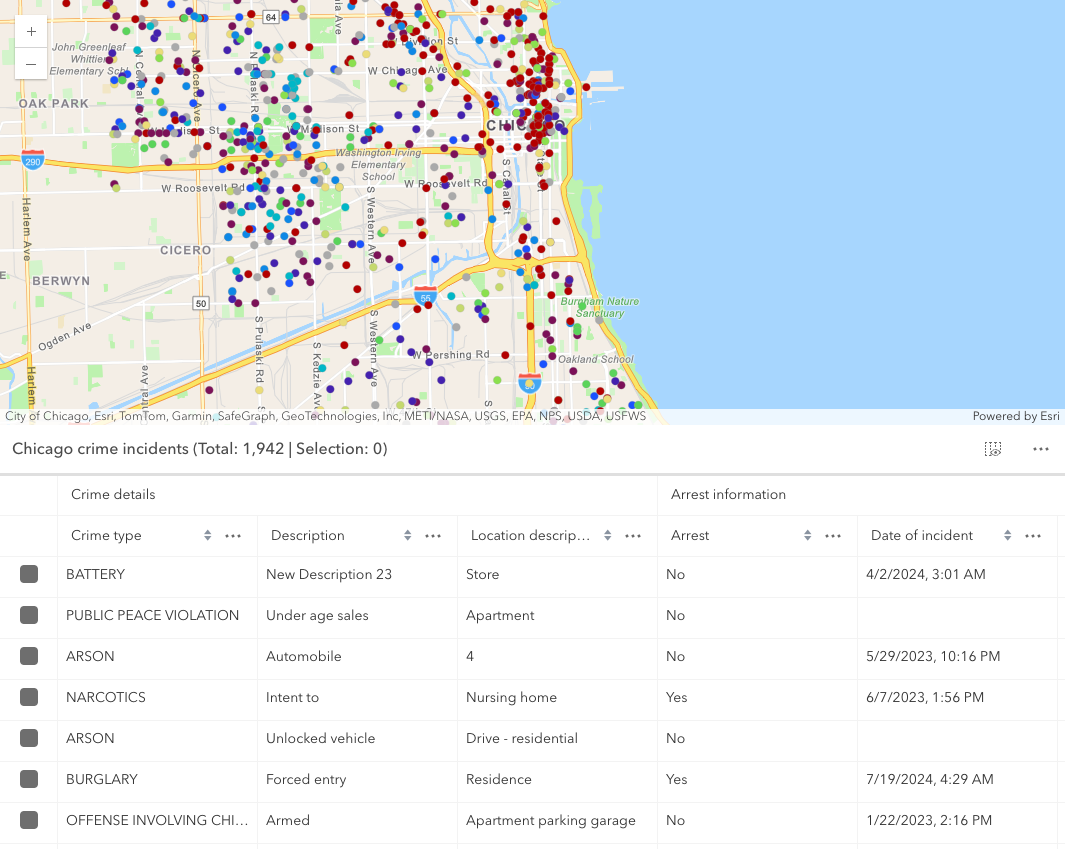 +
−
64
John Greenleaf
Whittier
Elementary Schl
W Division St
W Chicago Ave
OAK PARK
CHICAGO
W Madison St
290
Washington Irving
Elementary
School
W Roosevelt Rd
W Roosevelt Rd
S Canal St
N Pulaski Rd
Harlem Ave
S Western Ave
CICERO
BERWYN
50
55
Burnham Nature
Sanctuary
Ogden Ave
S Pulaski Rd
S Kedzie Ave
S Western Ave
W Pershing Rd
Oakland School
Harlem
90
City of Chicago, Esri, TomTom, Garmin, SafeGraph, GeoTechnologies, Inc, METI/NASA, USGS, EPA, NPS, USDA, USFWS
Powered by Esri
Chicago crime incidents (Total: 1,942 | Selection: 0)
Crime details
Arrest information
Crime type
Description
Location descrip...
Arrest
Date of incident
BATTERY New Description 23 Store No 4/2/2024, 3:01 AM
PUBLIC PEACE VIOLATION Under age sales Apartment No
ARSON Automobile 4 No 5/29/2023, 10:16 PM
NARCOTICS Intent to Nursing home Yes 6/7/2023, 1:56 PM
ARSON Unlocked vehicle Drive - residential No
BURGLARY Forced entry Residence Yes 7/19/2024, 4:29 AM
OFFENSE INVOLVING CHI... Armed Apartment parking garage No 1/22/2023, 2:16 PM